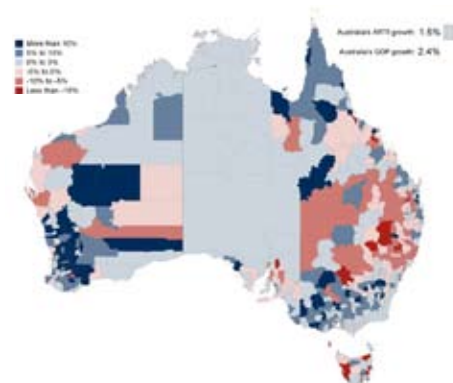 More than 10%
5% to 10%
0% to 5%
-5% to 0%
-10% to -5%
Less than -10%
Australia's ARTS growth: 1.5%
Australia's GDP growth: 2.4%